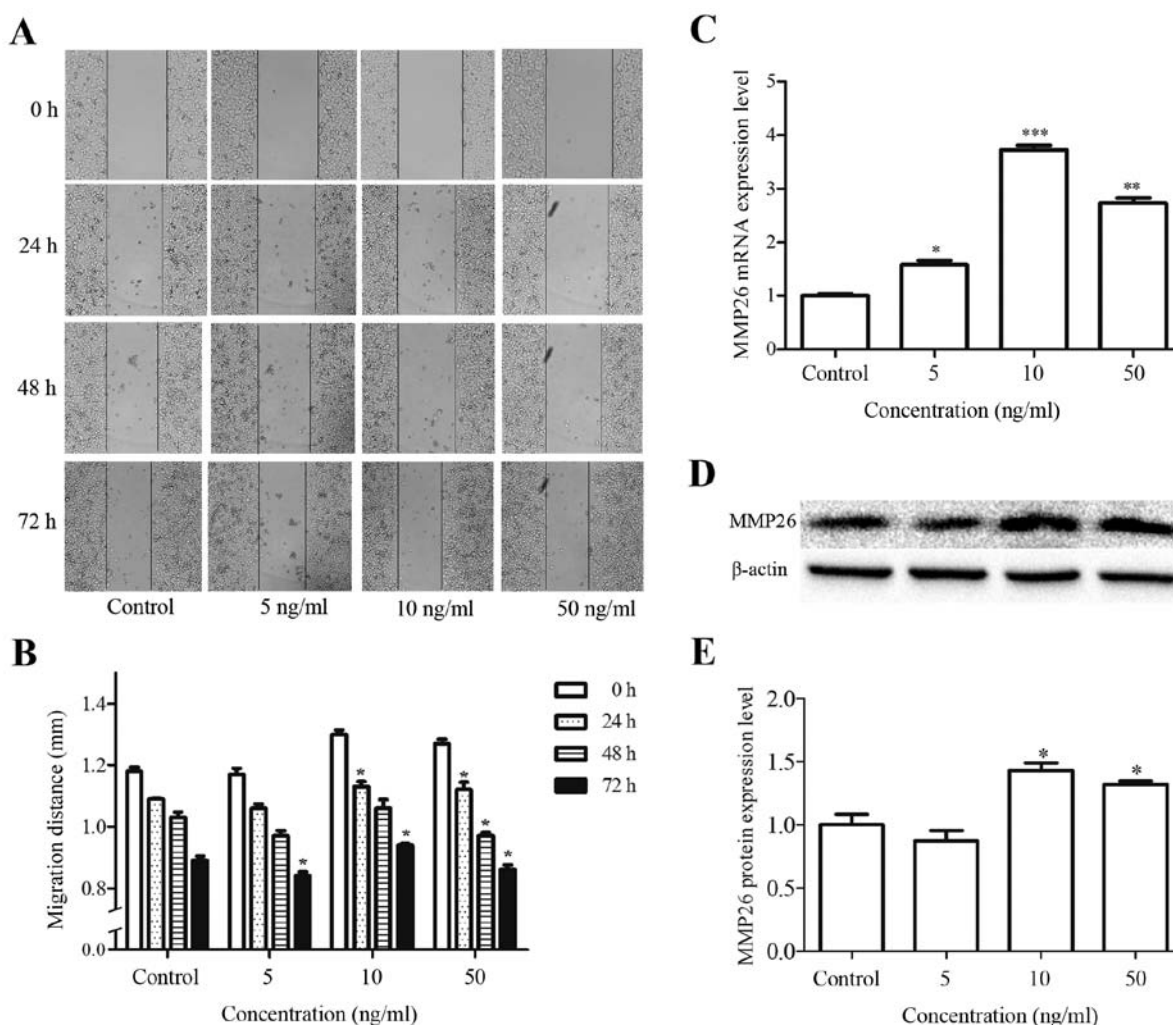 A
0 h
24 h
48 h
72 h
Control 5 ng/ml 10 ng/ml 50 ng/ml
B
Migration distance (mm)
1.4
1.2
1.0
0.8
0.0
* * * * * *
0 h
24 h
48 h
72 h
Control 5 10 50
Concentration (ng/ml)
C
MMP26 mRNA expression level
5
4
3
2
1
0
* *** **
Control 5 10 50
Concentration (ng/ml)
D
MMP26
β-actin
E
MMP26 protein expression level
2.0
1.5
1.0
0.5
0.0
* *
Control 5 10 50
Concentration (ng/ml)